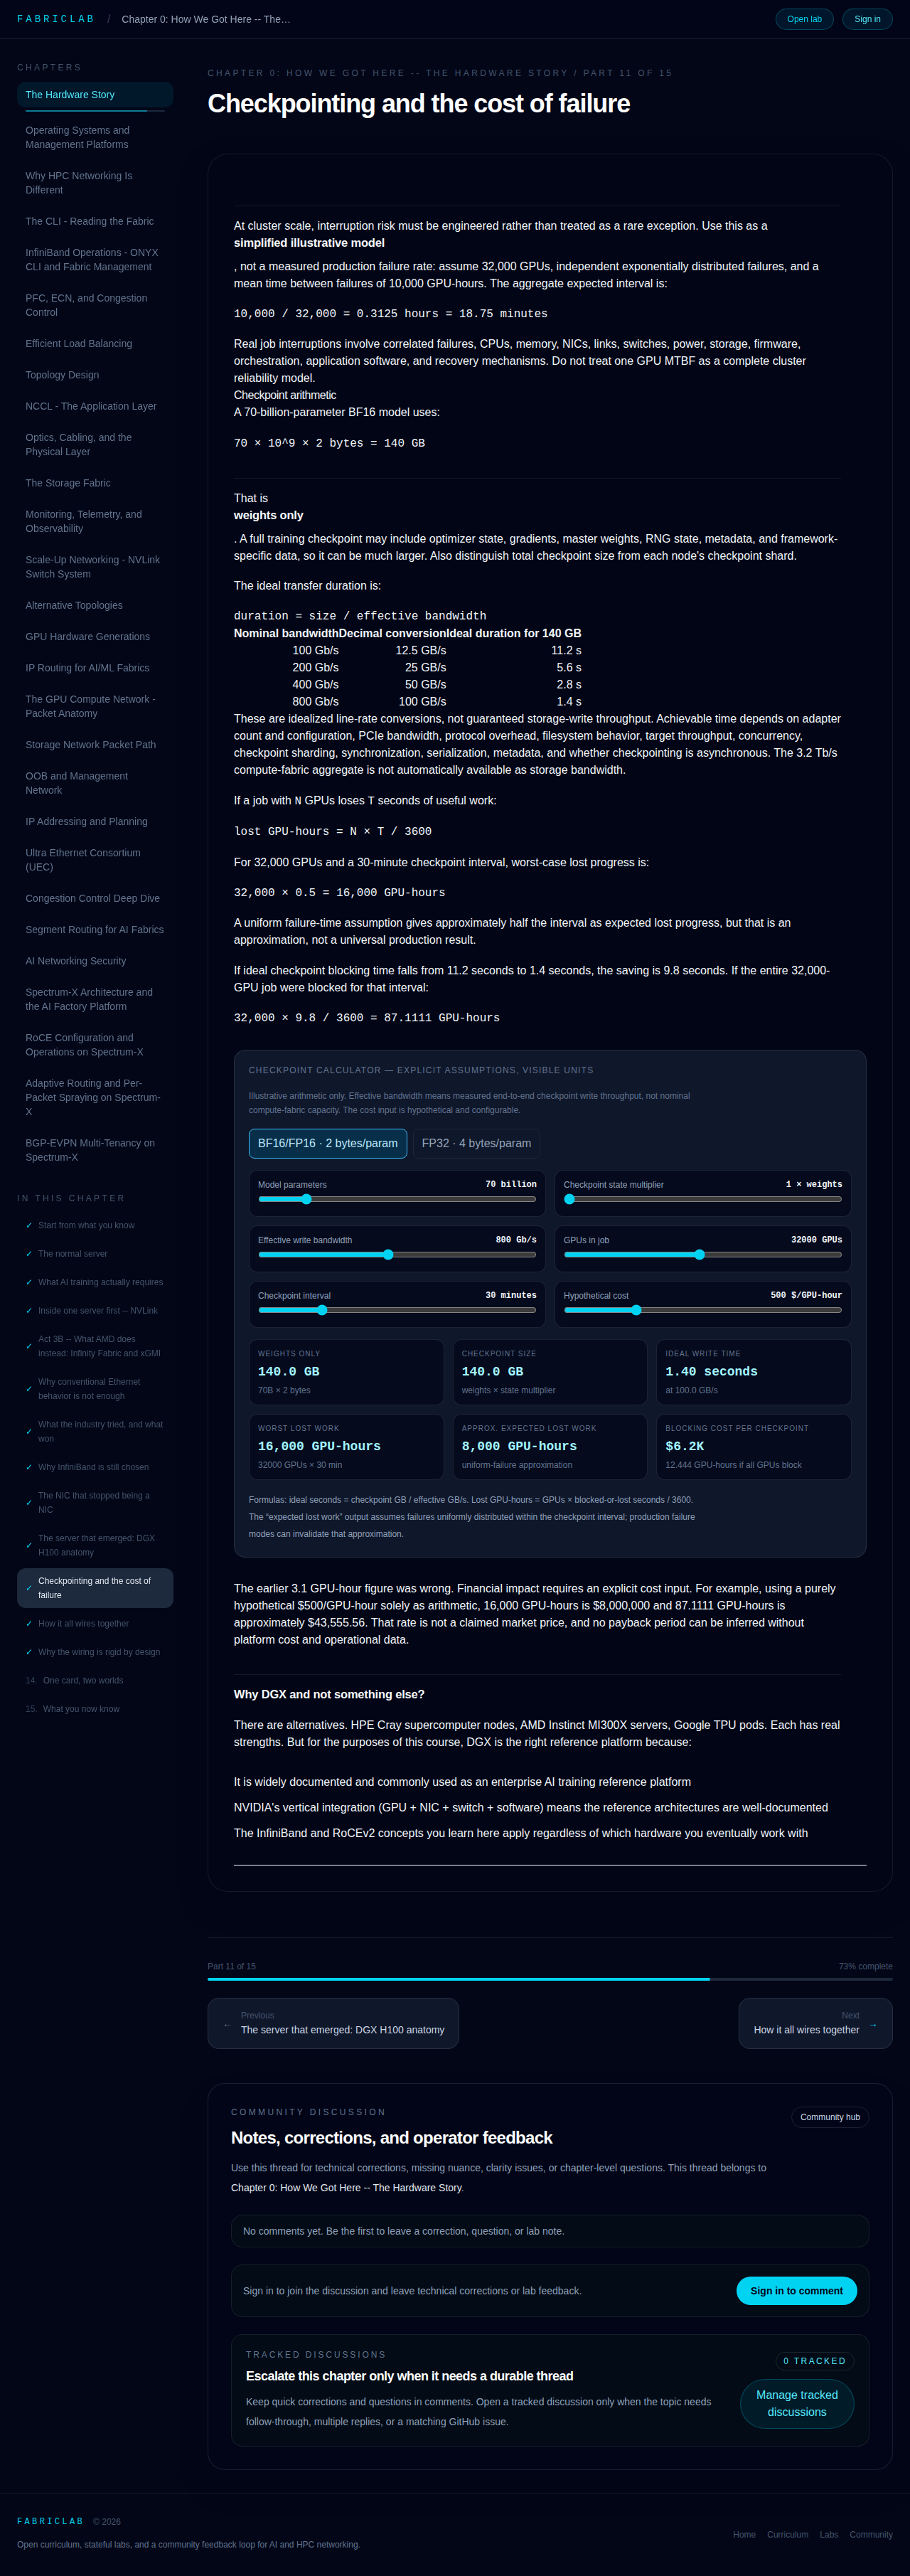 FABRICLAB / Chapter 0: How We Got Here -- The…
Open lab
Sign in
CHAPTERS
The Hardware Story
Operating Systems and
Management Platforms
Why HPC Networking Is
Different
The CLI - Reading the Fabric
InfiniBand Operations - ONYX
CLI and Fabric Management
PFC, ECN, and Congestion
Control
Efficient Load Balancing
Topology Design
NCCL - The Application Layer
Optics, Cabling, and the
Physical Layer
The Storage Fabric
Monitoring, Telemetry, and
Observability
Scale-Up Networking - NVLink
Switch System
Alternative Topologies
GPU Hardware Generations
IP Routing for AI/ML Fabrics
The GPU Compute Network -
Packet Anatomy
Storage Network Packet Path
OOB and Management
Network
IP Addressing and Planning
Ultra Ethernet Consortium
(UEC)
Congestion Control Deep Dive
Segment Routing for AI Fabrics
AI Networking Security
Spectrum-X Architecture and
the AI Factory Platform
RoCE Configuration and
Operations on Spectrum-X
Adaptive Routing and Per-
Packet Spraying on Spectrum-
X
BGP-EVPN Multi-Tenancy on
Spectrum-X
IN THIS CHAPTER
✓ Start from what you know
✓ The normal server
✓ What AI training actually requires
✓ Inside one server first -- NVLink
✓ Act 3B -- What AMD does
instead: Infinity Fabric and xGMI
✓ Why conventional Ethernet
behavior is not enough
✓ What the industry tried, and what
won
✓ Why InfiniBand is still chosen
✓ The NIC that stopped being a
NIC
✓ The server that emerged: DGX
H100 anatomy
✓ Checkpointing and the cost of
failure
✓ How it all wires together
✓ Why the wiring is rigid by design
14. One card, two worlds
15. What you now know
CHAPTER 0: HOW WE GOT HERE -- THE HARDWARE STORY / PART 11 OF 15
Checkpointing and the cost of failure
At cluster scale, interruption risk must be engineered rather than treated as a rare exception. Use this as a
simplified illustrative model
, not a measured production failure rate: assume 32,000 GPUs, independent exponentially distributed failures, and a
mean time between failures of 10,000 GPU-hours. The aggregate expected interval is:
10,000 / 32,000 = 0.3125 hours = 18.75 minutes
Real job interruptions involve correlated failures, CPUs, memory, NICs, links, switches, power, storage, firmware,
orchestration, application software, and recovery mechanisms. Do not treat one GPU MTBF as a complete cluster
reliability model.
Checkpoint arithmetic
A 70-billion-parameter BF16 model uses:
70 × 10^9 × 2 bytes = 140 GB
That is
weights only
. A full training checkpoint may include optimizer state, gradients, master weights, RNG state, metadata, and framework-
specific data, so it can be much larger. Also distinguish total checkpoint size from each node's checkpoint shard.
The ideal transfer duration is:
duration = size / effective bandwidth
Nominal bandwidthDecimal conversionIdeal duration for 140 GB
100 Gb/s 12.5 GB/s 11.2 s
200 Gb/s 25 GB/s 5.6 s
400 Gb/s 50 GB/s 2.8 s
800 Gb/s 100 GB/s 1.4 s
These are idealized line-rate conversions, not guaranteed storage-write throughput. Achievable time depends on adapter
count and configuration, PCIe bandwidth, protocol overhead, filesystem behavior, target throughput, concurrency,
checkpoint sharding, synchronization, serialization, metadata, and whether checkpointing is asynchronous. The 3.2 Tb/s
compute-fabric aggregate is not automatically available as storage bandwidth.
If a job with N GPUs loses T seconds of useful work:
lost GPU-hours = N × T / 3600
For 32,000 GPUs and a 30-minute checkpoint interval, worst-case lost progress is:
32,000 × 0.5 = 16,000 GPU-hours
A uniform failure-time assumption gives approximately half the interval as expected lost progress, but that is an
approximation, not a universal production result.
If ideal checkpoint blocking time falls from 11.2 seconds to 1.4 seconds, the saving is 9.8 seconds. If the entire 32,000-
GPU job were blocked for that interval:
32,000 × 9.8 / 3600 = 87.1111 GPU-hours
CHECKPOINT CALCULATOR — EXPLICIT ASSUMPTIONS, VISIBLE UNITS
Illustrative arithmetic only. Effective bandwidth means measured end-to-end checkpoint write throughput, not nominal
compute-fabric capacity. The cost input is hypothetical and configurable.
BF16/FP16 · 2 bytes/param
FP32 · 4 bytes/param
Model parameters 70 billion
Checkpoint state multiplier 1 × weights
Effective write bandwidth 800 Gb/s
GPUs in job 32000 GPUs
Checkpoint interval 30 minutes
Hypothetical cost 500 $/GPU-hour
WEIGHTS ONLY
140.0 GB
70B × 2 bytes
CHECKPOINT SIZE
140.0 GB
weights × state multiplier
IDEAL WRITE TIME
1.40 seconds
at 100.0 GB/s
WORST LOST WORK
16,000 GPU-hours
32000 GPUs × 30 min
APPROX. EXPECTED LOST WORK
8,000 GPU-hours
uniform-failure approximation
BLOCKING COST PER CHECKPOINT
$6.2K
12.444 GPU-hours if all GPUs block
Formulas: ideal seconds = checkpoint GB / effective GB/s. Lost GPU-hours = GPUs × blocked-or-lost seconds / 3600.
The “expected lost work” output assumes failures uniformly distributed within the checkpoint interval; production failure
modes can invalidate that approximation.
The earlier 3.1 GPU-hour figure was wrong. Financial impact requires an explicit cost input. For example, using a purely
hypothetical $500/GPU-hour solely as arithmetic, 16,000 GPU-hours is $8,000,000 and 87.1111 GPU-hours is
approximately $43,555.56. That rate is not a claimed market price, and no payback period can be inferred without
platform cost and operational data.
Why DGX and not something else?
There are alternatives. HPE Cray supercomputer nodes, AMD Instinct MI300X servers, Google TPU pods. Each has real
strengths. But for the purposes of this course, DGX is the right reference platform because:
It is widely documented and commonly used as an enterprise AI training reference platform
NVIDIA's vertical integration (GPU + NIC + switch + software) means the reference architectures are well-documented
The InfiniBand and RoCEv2 concepts you learn here apply regardless of which hardware you eventually work with
Part 11 of 15
73% complete
← Previous
The server that emerged: DGX H100 anatomy
Next
How it all wires together →
COMMUNITY DISCUSSION
Community hub
Notes, corrections, and operator feedback
Use this thread for technical corrections, missing nuance, clarity issues, or chapter-level questions. This thread belongs to
Chapter 0: How We Got Here -- The Hardware Story.
No comments yet. Be the first to leave a correction, question, or lab note.
Sign in to join the discussion and leave technical corrections or lab feedback.
Sign in to comment
TRACKED DISCUSSIONS
0 TRACKED
Escalate this chapter only when it needs a durable thread
Keep quick corrections and questions in comments. Open a tracked discussion only when the topic needs
follow-through, multiple replies, or a matching GitHub issue.
Manage tracked
discussions
FABRICLAB © 2026
Open curriculum, stateful labs, and a community feedback loop for AI and HPC networking.
Home Curriculum Labs Community